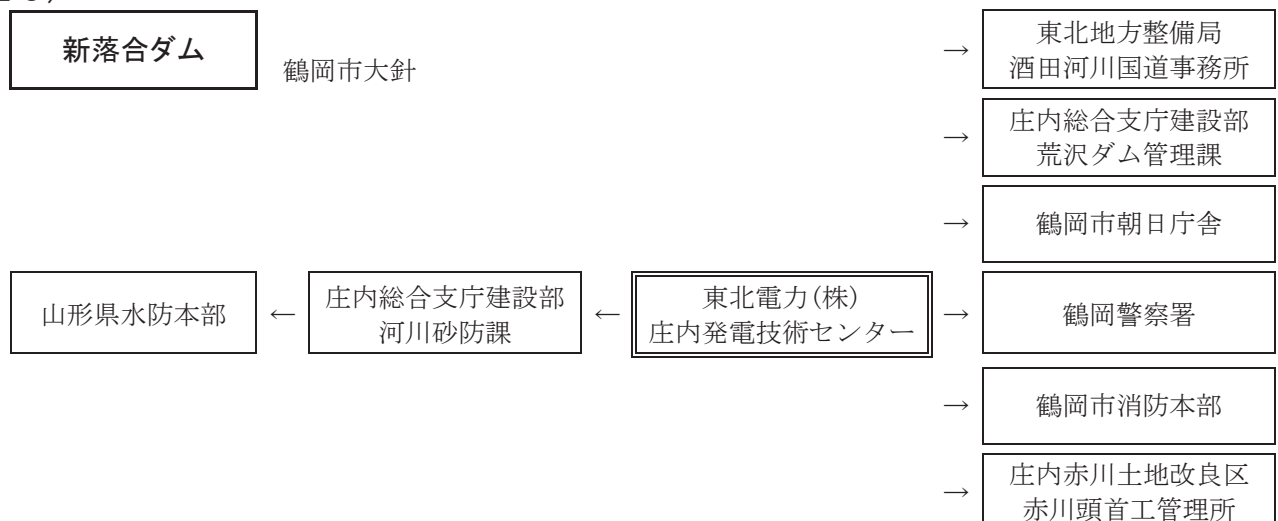 新落合ダム
鶴岡市大針
→
東北地方整備局
酒田河川国道事務所
→
庄内総合支庁建設部
荒沢ダム管理課
→
鶴岡市朝日庁舎
山形県水防本部
←
庄内総合支庁建設部
河川砂防課
←
東北電力(株)
庄内発電技術センター
→
鶴岡警察署
→
鶴岡市消防本部
→
庄内赤川土地改良区
赤川頭首工管理所